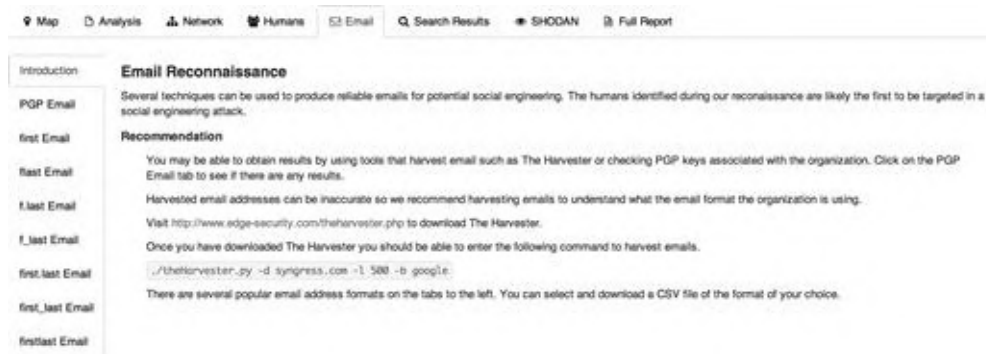 Map Analysis Network Humans Email Search Results SHODAN Full Report
Introduction
PGP Email
first Email
flast Email
f.last Email
f_last Email
first.last Email
first_last Email
firstlast Email
Email Reconnaissance
Several techniques can be used to produce reliable emails for potential social engineering. The humans identified during our reconaissance are likely the first to be targeted in a
social engineering attack.
Recommendation
You may be able to obtain results by using tools that harvest email such as The Harvester or checking PGP keys associated with the organization. Click on the PGP
Email tab to see if there are any results.
Harvested email addresses can be inaccurate so we recommend harvesting emails to understand what the email format the organization is using.
Visit http://www.edge-security.com/theharvester.php to download The Harvester.
Once you have downloaded The Harvester you should be able to enter the following command to harvest emails.
./theHarvester.py -d syngress.com -l 500 -b google
There are several popular email address formats on the tabs to the left. You can select and download a CSV file of the format of your choice.